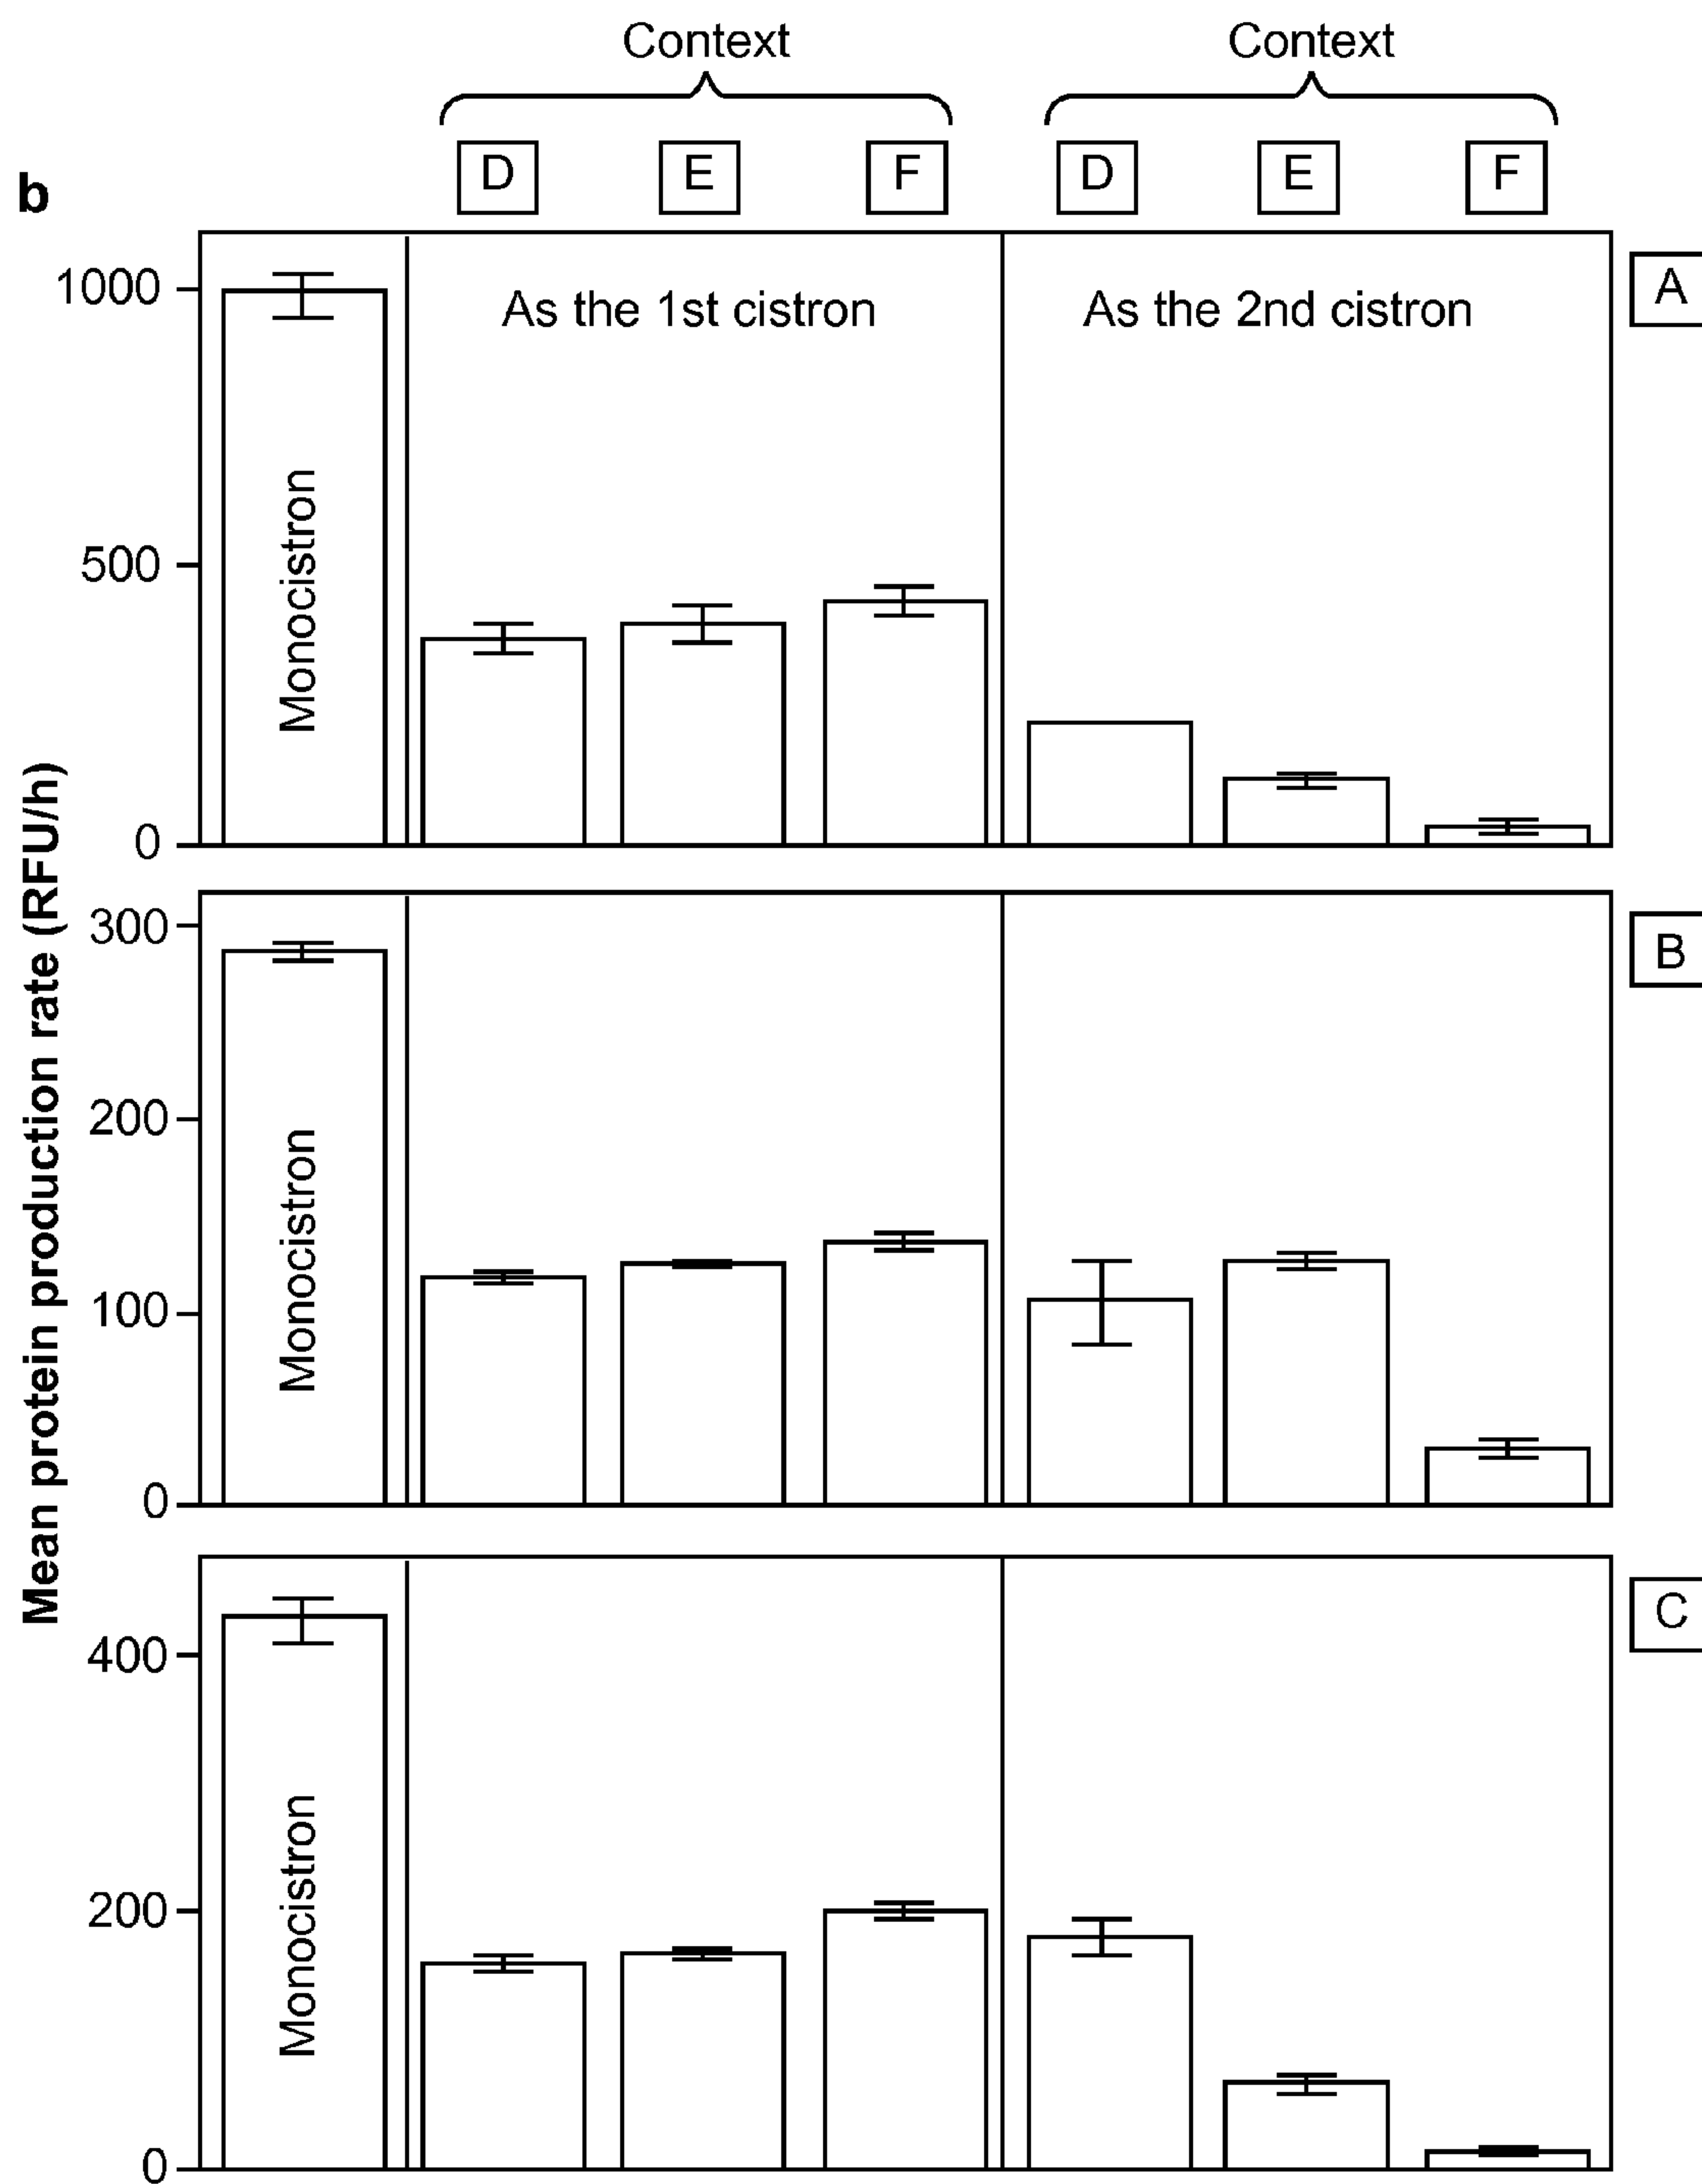 Context Context
D E F D E F
b
1000
As the 1st cistron As the 2nd cistron
A
500
0
Monocistron
300
B
200
100
0
Monocistron
C
400
200
0
Monocistron
Mean protein production rate (RFU/h)